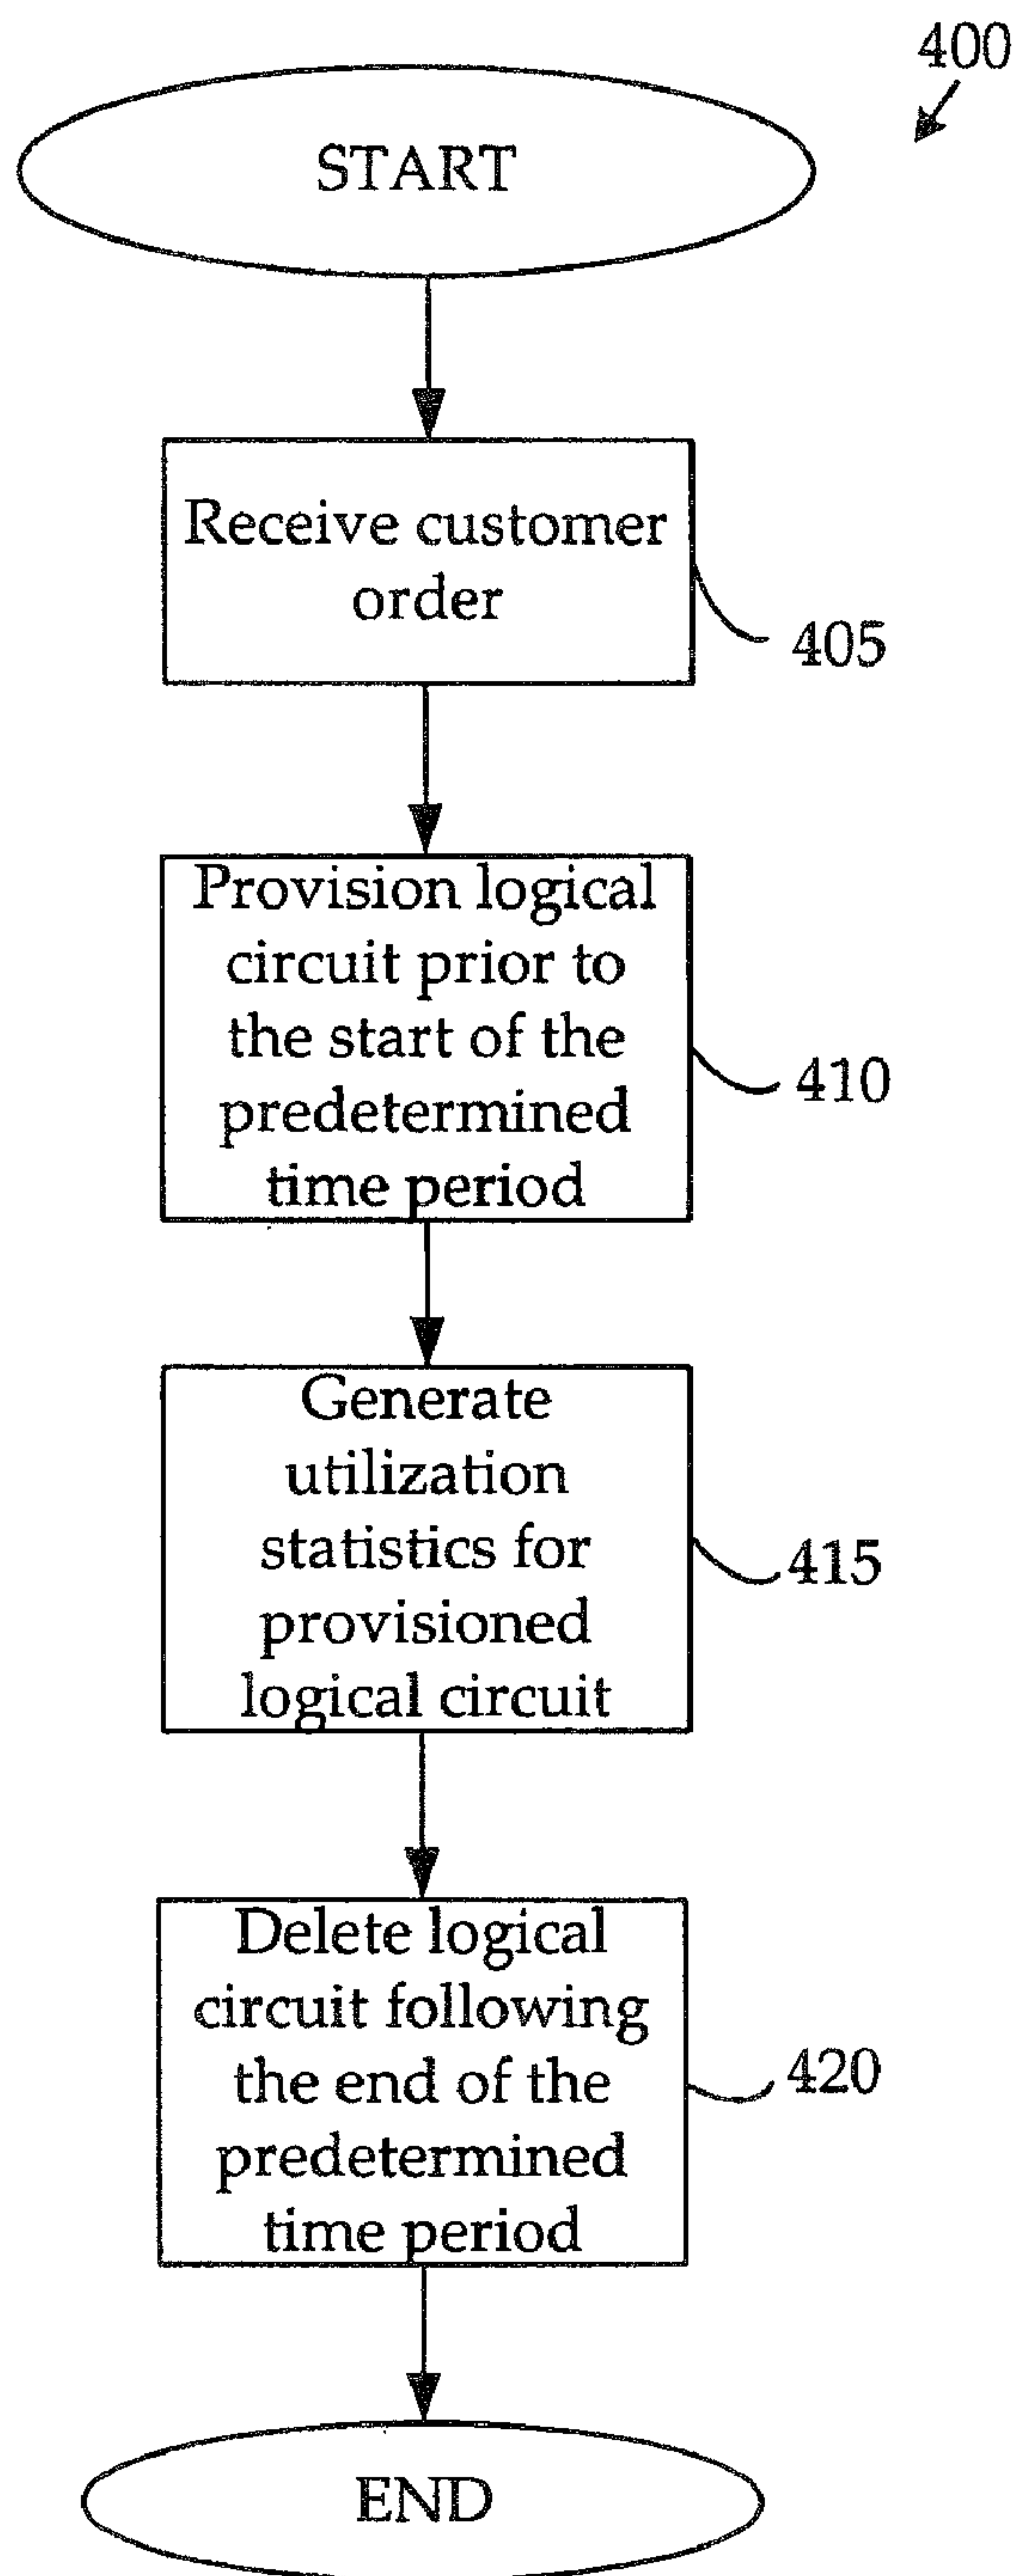 400
START
Receive customer
order
405
Provision logical
circuit prior to
the start of the
predetermined
time period
410
Generate
utilization
statistics for
provisioned
logical circuit
415
Delete logical
circuit following
the end of the
predetermined
time period
420
END